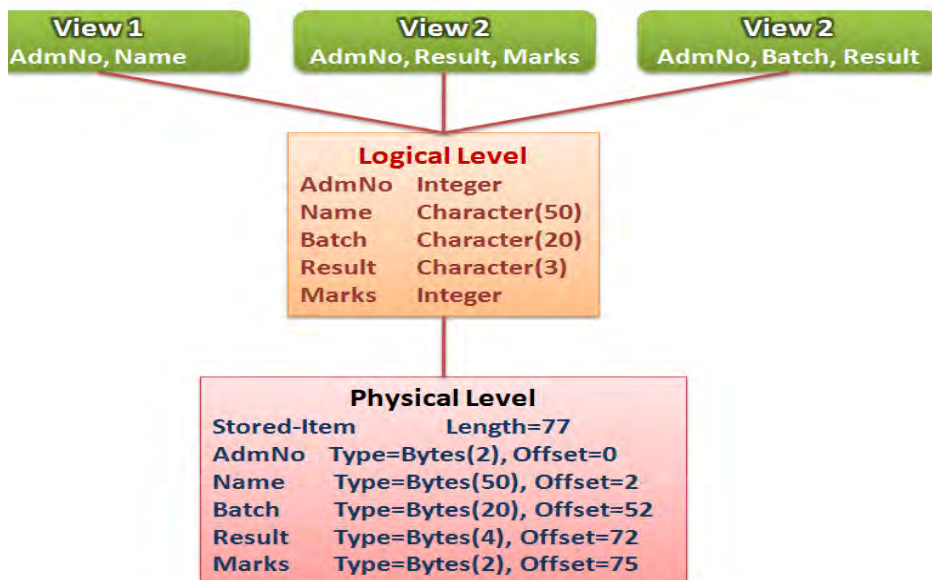 View 1
AdmNo, Name
View 2
AdmNo, Result, Marks
View 2
AdmNo, Batch, Result
Logical Level
AdmNo Integer
Name Character(50)
Batch Character(20)
Result Character(3)
Marks Integer
Physical Level
Stored-Item Length=77
AdmNo Type=Bytes(2), Offset=0
Name Type=Bytes(50), Offset=2
Batch Type=Bytes(20), Offset=52
Result Type=Bytes(4), Offset=72
Marks Type=Bytes(2), Offset=75